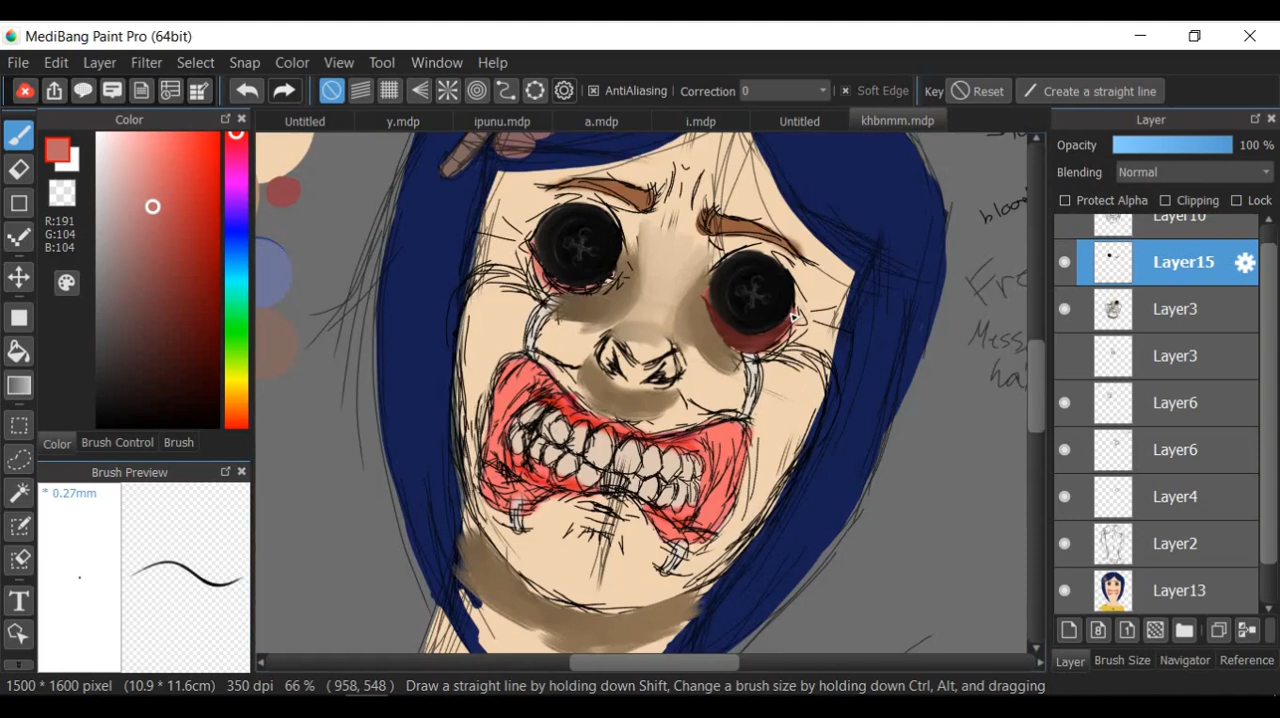 MediBang Paint Pro (64bit)
File Edit Layer Filter Select Snap Color View Tool Window Help
AntiAliasing Correction 0 Soft Edge Key Reset Create a straight line
Color
Untitled y.mdp ipunu.mdp a.mdp i.mdp Untitled khbnmm.mdp
Layer
Opacity 100 %
Blending Normal
Protect Alpha Clipping Lock
R:191
G:104
B:104
Layer10
Layer15
Layer3
Layer3
Layer6
Layer6
Layer4
Layer2
Layer13
Color Brush Control Brush
Brush Preview
* 0.27mm
T
8 1
Layer Brush Size Navigator Reference
1500 * 1600 pixel (10.9 * 11.6cm) 350 dpi 66 % ( 958, 548 ) Draw a straight line by holding down Shift, Change a brush size by holding down Ctrl, Alt, and dragging